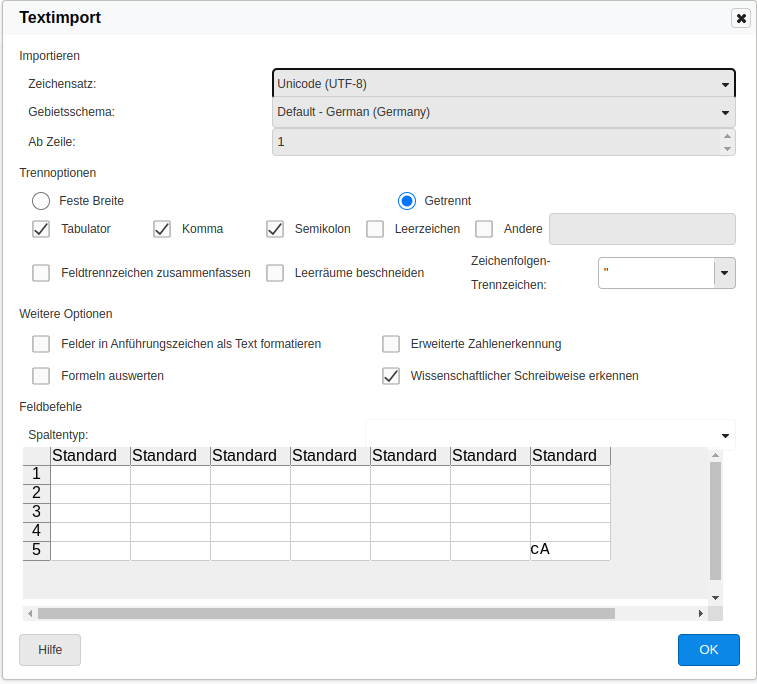 Textimport
Importieren
Zeichensatz: Unicode (UTF-8)
Gebietsschema: Default - German (Germany)
Ab Zeile: 1
Trennoptionen
Feste Breite Getrennt
Tabulator Komma Semikolon Leerzeichen Andere
Feldtrennzeichen zusammenfassen Leerräume beschneiden Zeichenfolgen-
Trennzeichen: "
Weitere Optionen
Felder in Anführungszeichen als Text formatieren Erweiterte Zahlenerkennung
Formeln auswerten Wissenschaftlicher Schreibweise erkennen
Feldbefehle
Spaltentyp:
Standard Standard Standard Standard Standard Standard Standard
1
2
3
4
5 cA
Hilfe OK